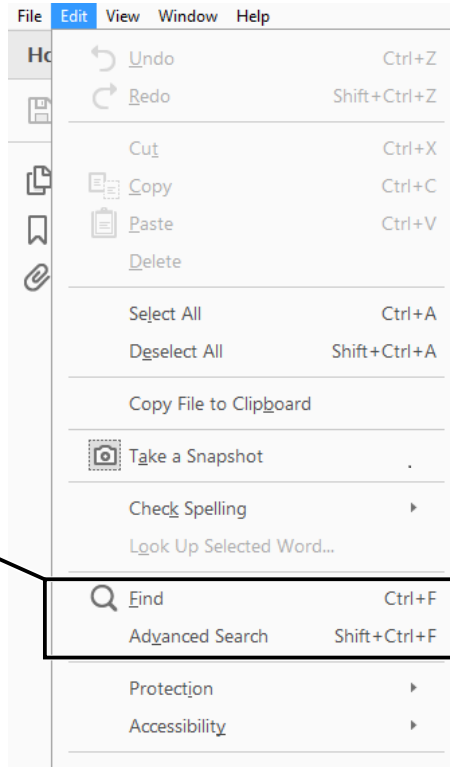 File Edit View Window Help
Ho
Undo Ctrl+Z
Redo Shift+Ctrl+Z
Cut Ctrl+X
Copy Ctrl+C
Paste Ctrl+V
Delete
Select All Ctrl+A
Deselect All Shift+Ctrl+A
Copy File to Clipboard
Take a Snapshot
Check Spelling
Look Up Selected Word...
Find Ctrl+F
Advanced Search Shift+Ctrl+F
Protection
Accessibility